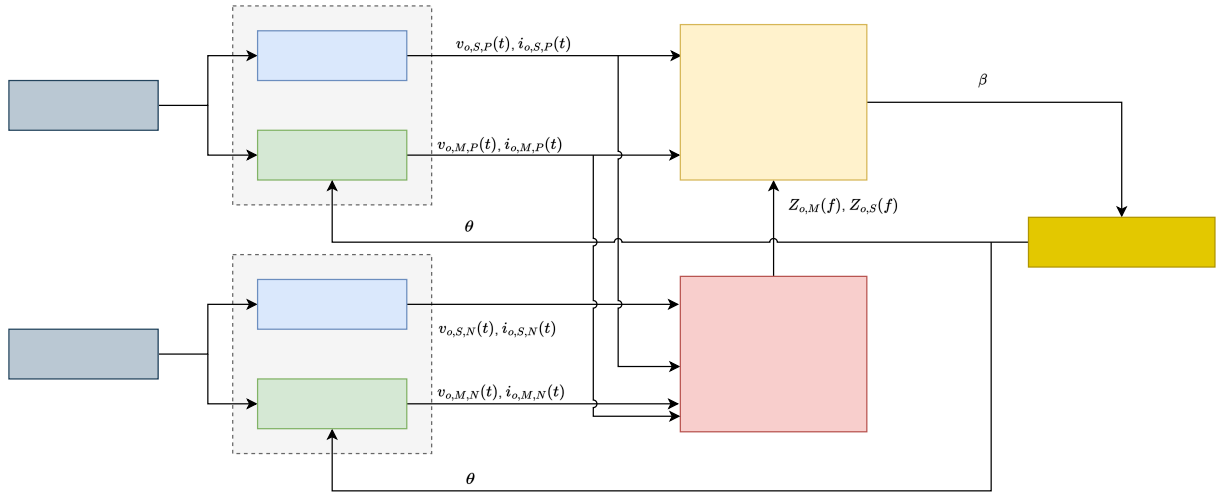 v_{o,S,P}(t), i_{o,S,P}(t)
β
v_{o,M,P}(t), i_{o,M,P}(t)
Z_{o,M}(f), Z_{o,S}(f)
θ
v_{o,S,N}(t), i_{o,S,N}(t)
v_{o,M,N}(t), i_{o,M,N}(t)
θ